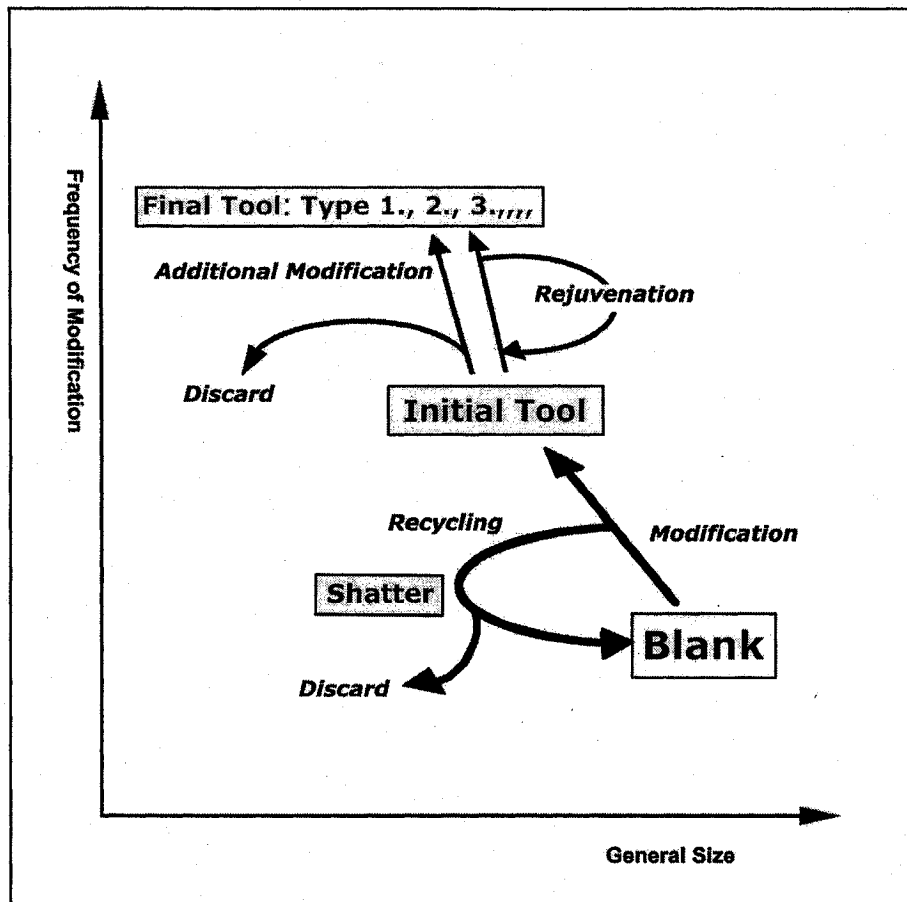 Frequency of Modification
Final Tool: Type 1., 2., 3.,,,,,
Additional Modification
Rejuvenation
Discard
Initial Tool
Recycling
Modification
Shatter
Blank
Discard
General Size